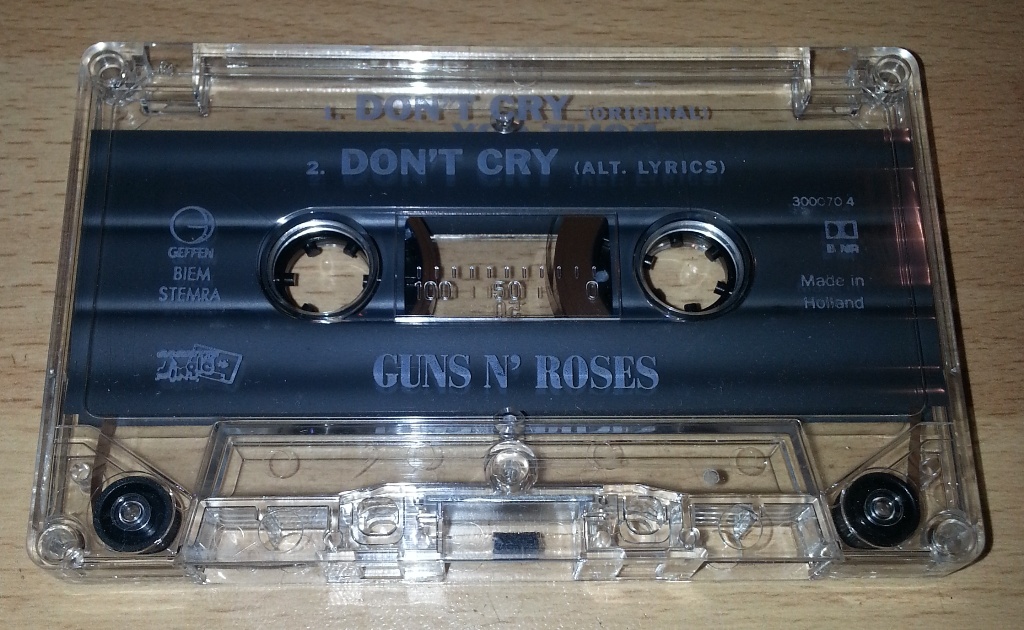 1. DON'T CRY (ORIGINAL)
2. DON'T CRY (ALT. LYRICS)
300070 4
GEFFEN
B NR
BIEM
STEMRA
Made in
Holland
100 50 0
GUNS N' ROSES